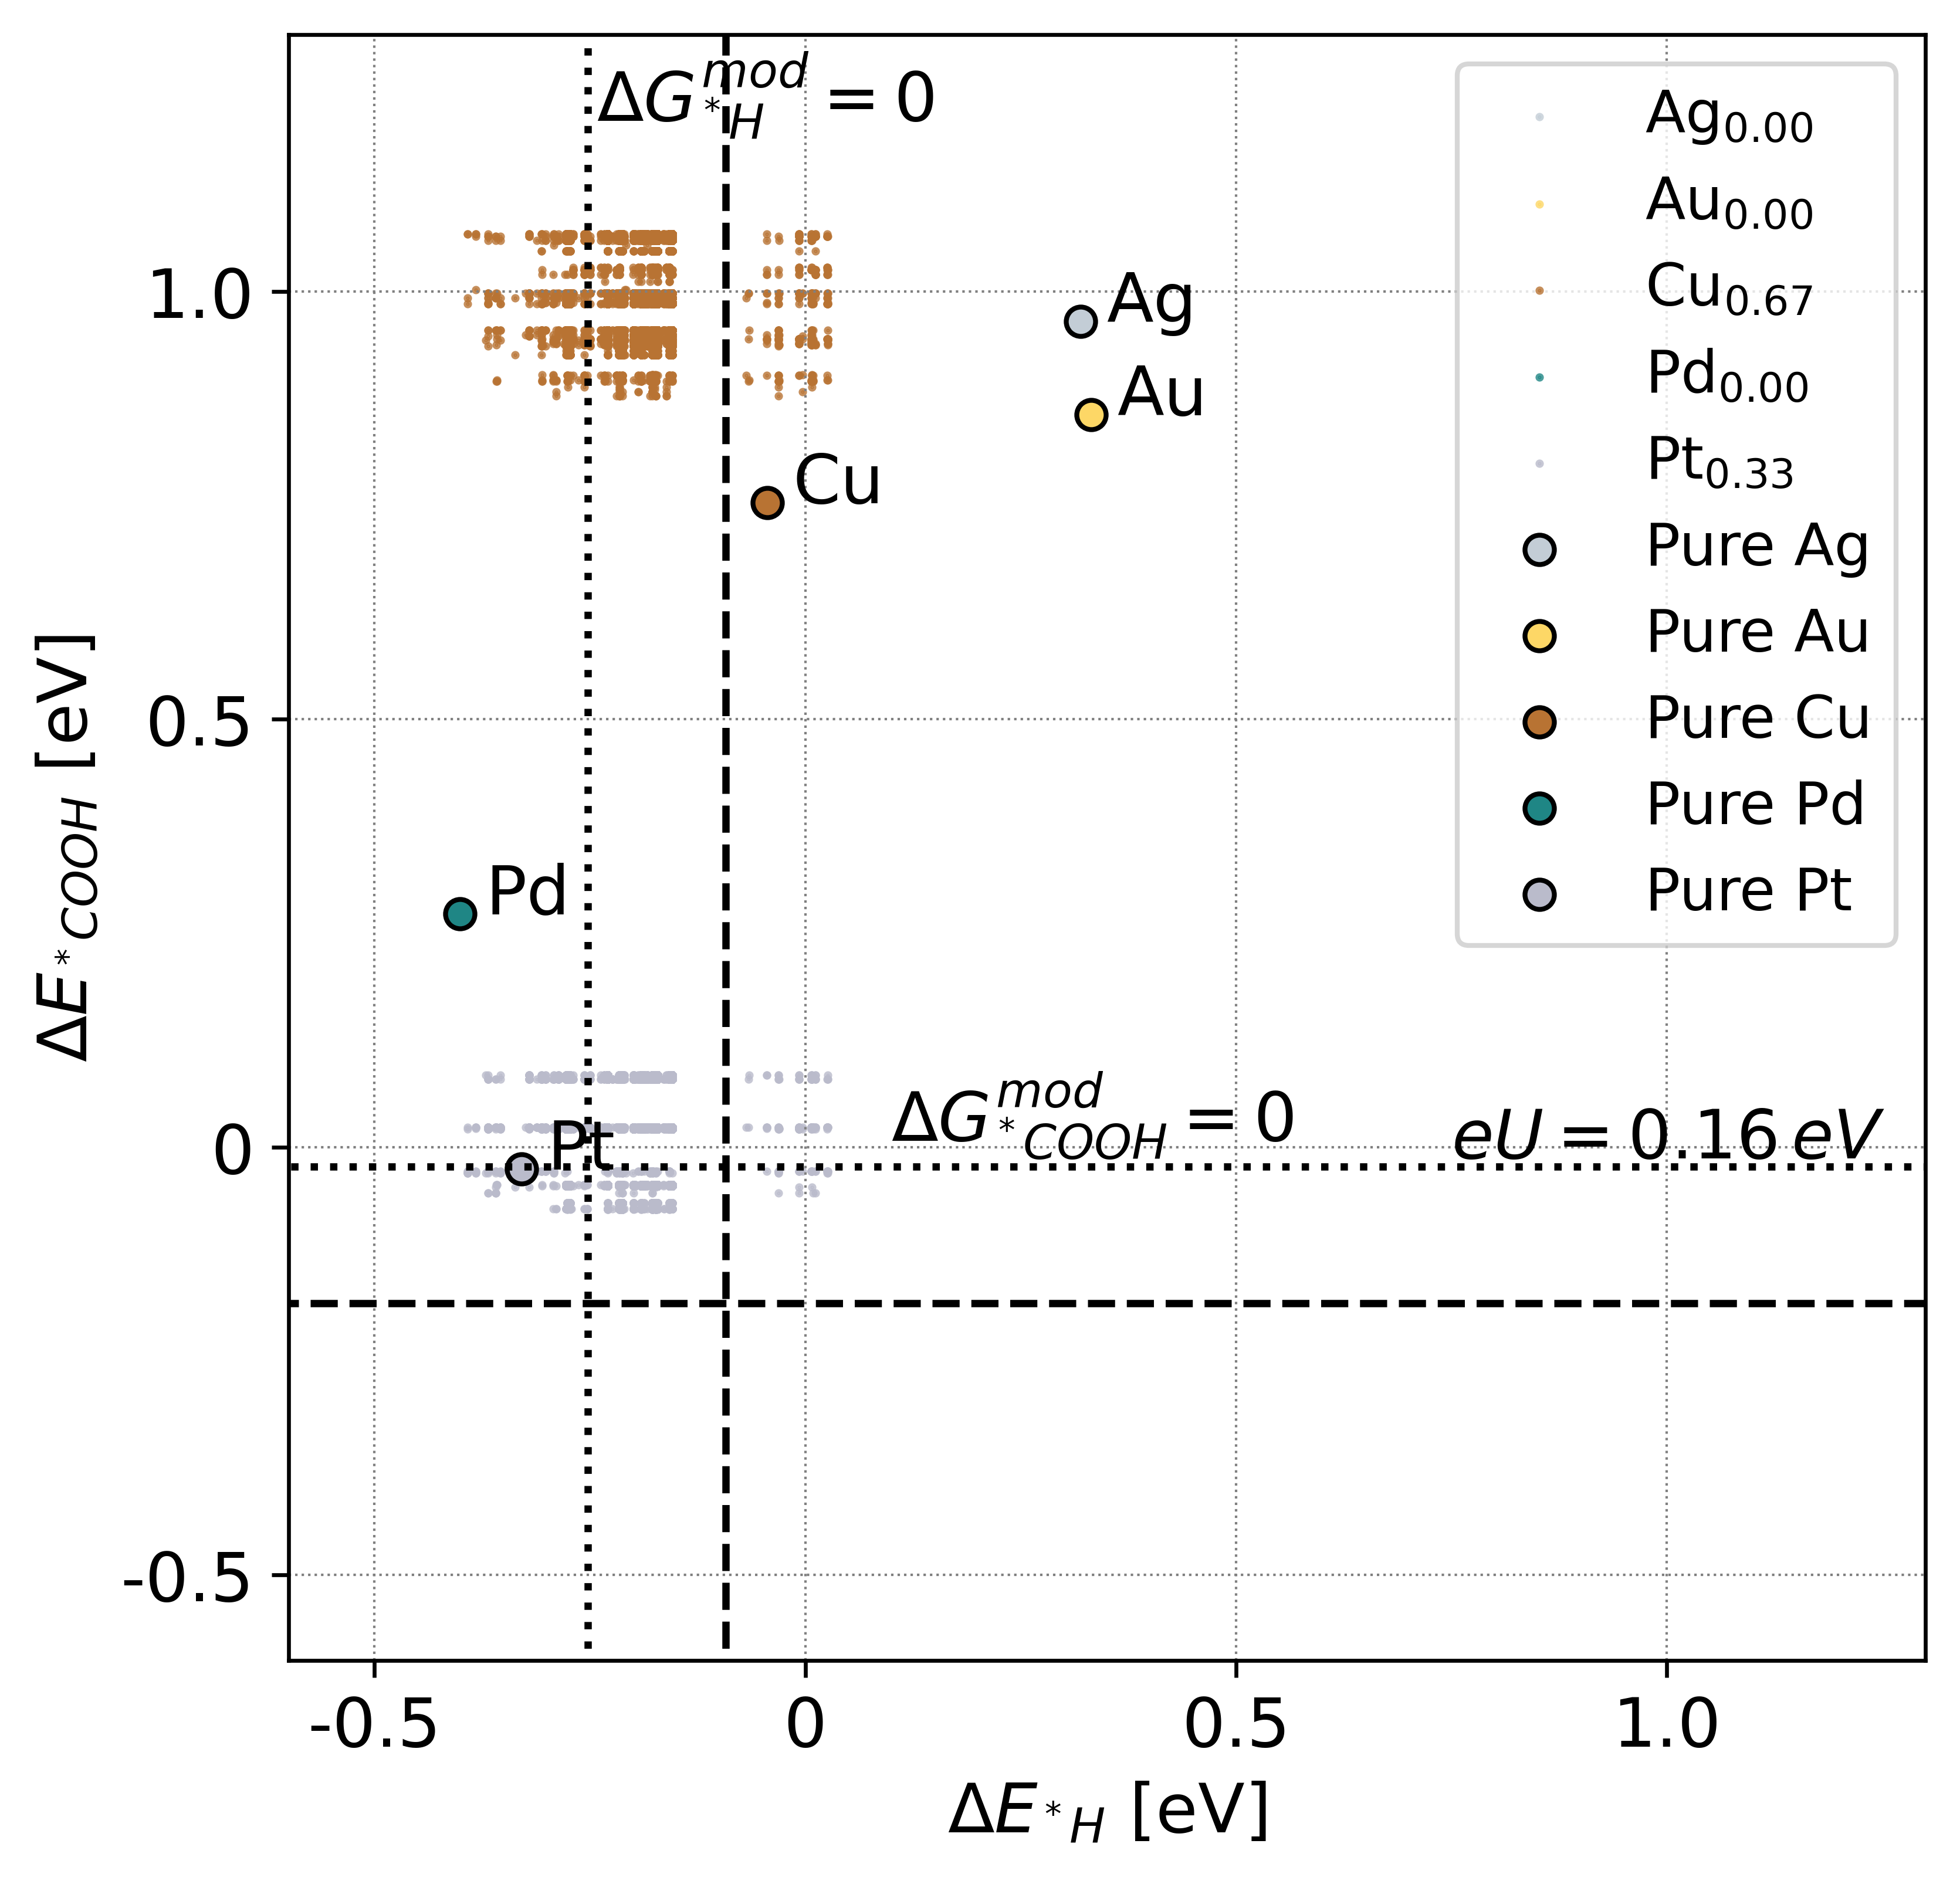 ΔG*H^mod = 0
Ag
Au
Cu
Pd
Pt
ΔG*COOH^mod = 0
eU = 0.16 eV
Ag0.00
Au0.00
Cu0.67
Pd0.00
Pt0.33
Pure Ag
Pure Au
Pure Cu
Pure Pd
Pure Pt
1.0
0.5
0
-0.5
ΔE*COOH [eV]
-0.5
0
0.5
1.0
ΔE*H [eV]